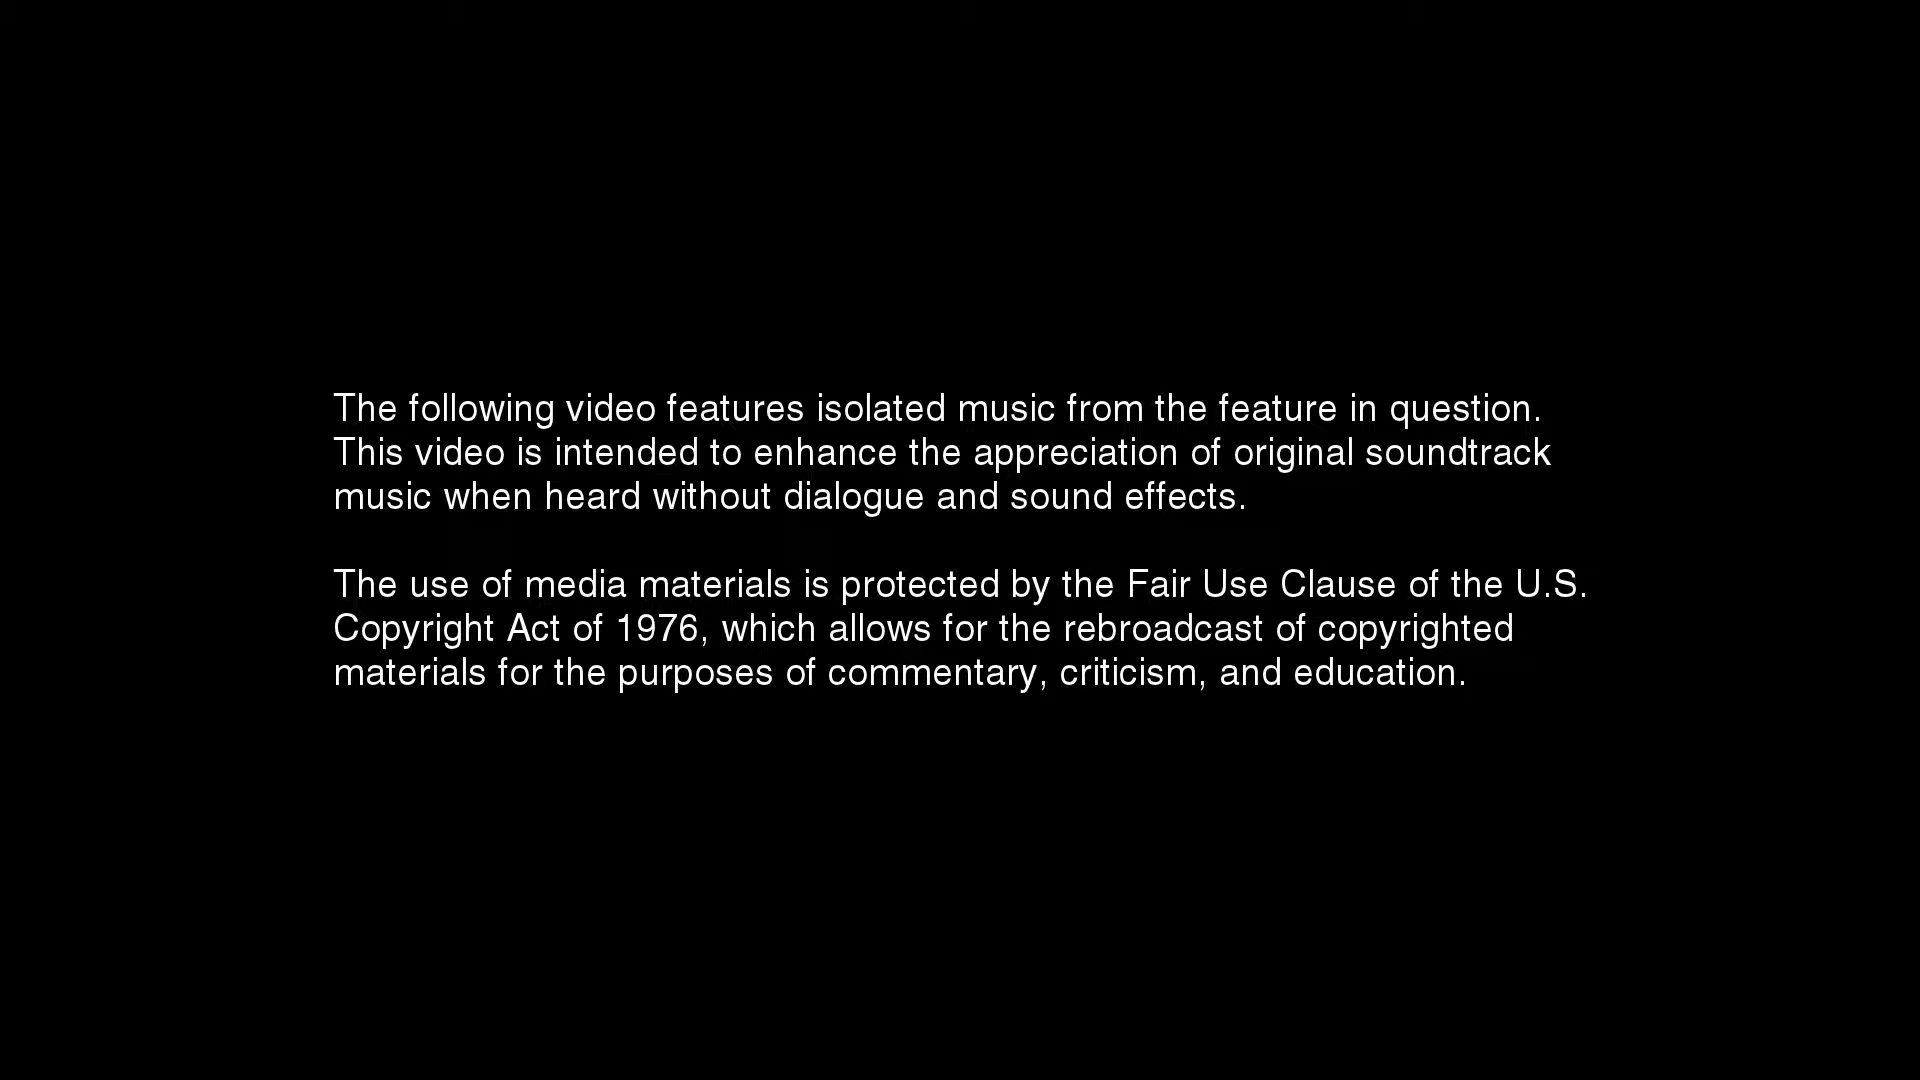 The following video features isolated music from the feature in question.
This video is intended to enhance the appreciation of original soundtrack
music when heard without dialogue and sound effects.
The use of media materials is protected by the Fair Use Clause of the U.S.
Copyright Act of 1976, which allows for the rebroadcast of copyrighted
materials for the purposes of commentary, criticism, and education.